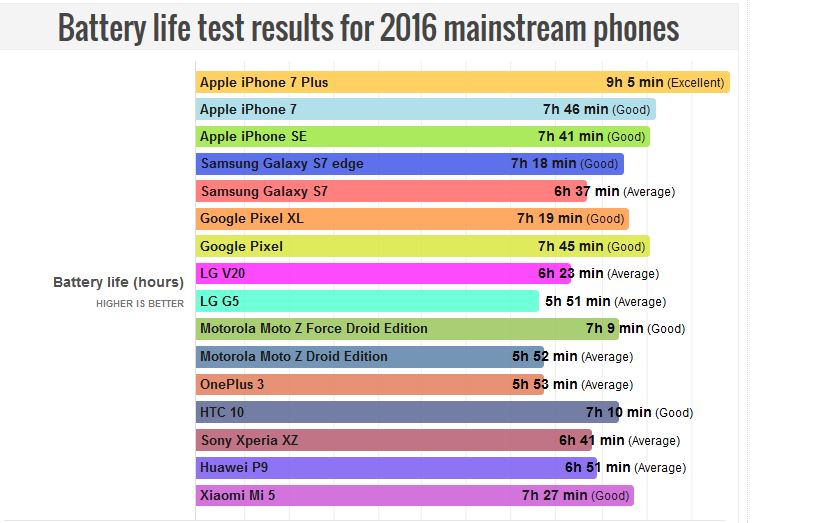 Battery life test results for 2016 mainstream phones
Apple iPhone 7 Plus 9h 5 min (Excellent)
Apple iPhone 7 7h 46 min (Good)
Apple iPhone SE 7h 41 min (Good)
Samsung Galaxy S7 edge 7h 18 min (Good)
Samsung Galaxy S7 6h 37 min (Average)
Google Pixel XL 7h 19 min (Good)
Google Pixel 7h 45 min (Good)
LG V20 6h 23 min (Average)
Battery life (hours)
HIGHER IS BETTER
LG G5 5h 51 min (Average)
Motorola Moto Z Force Droid Edition 7h 9 min (Good)
Motorola Moto Z Droid Edition 5h 52 min (Average)
OnePlus 3 5h 53 min (Average)
HTC 10 7h 10 min (Good)
Sony Xperia XZ 6h 41 min (Average)
Huawei P9 6h 51 min (Average)
Xiaomi Mi 5 7h 27 min (Good)